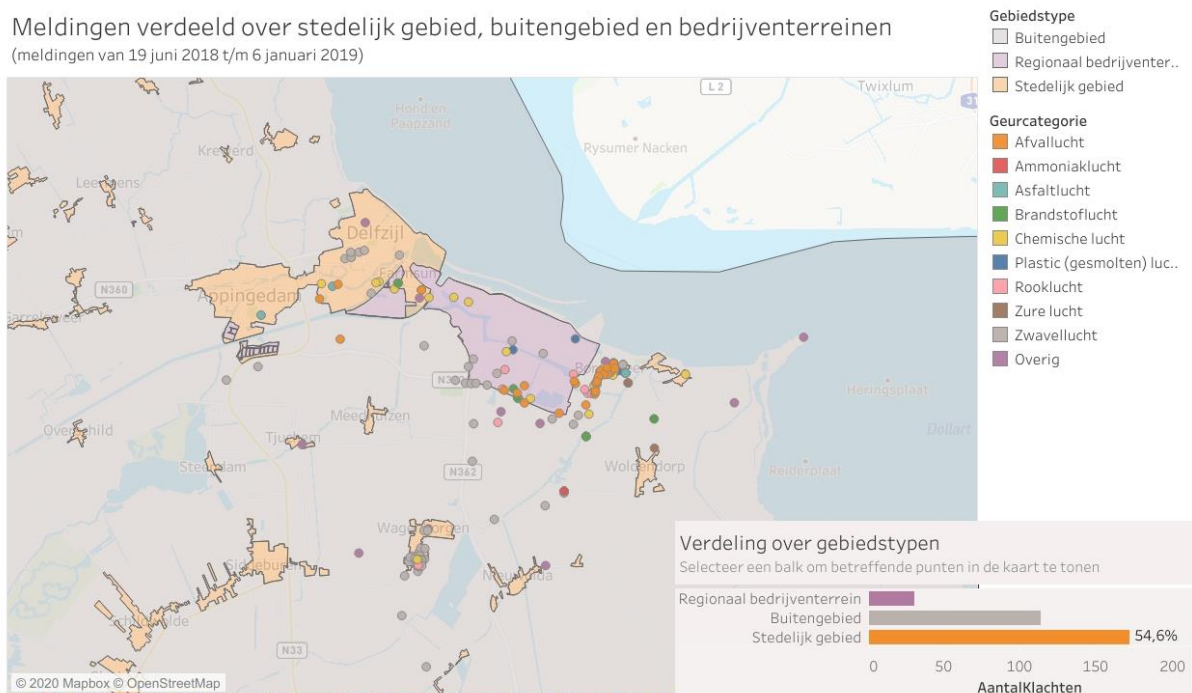 Meldingen verdeeld over stedelijk gebied, buitengebied en bedrijventerreinen
(meldingen van 19 juni 2018 t/m 6 januari 2019)
Gebiedstype
Buitengebied
Regionaal bedrijventer..
Stedelijk gebied
Geurcategorie
Afvallucht
Ammoniaklucht
Asfaltlucht
Brandstoflucht
Chemische lucht
Plastic (gesmolten) luc..
Rooklucht
Zure lucht
Zwavellucht
Overig
L 2
Twixlum
31
Hond en
Paapzand
Rysumer Nacken
Krewerd
Delfzijl
Appingedam
N360
Heringsplaat
Meedhuizen
Dollart
Tjuchem
Steendam
N362
Woldendorp
Reiderplaat
Wagenborgen
Siddeburen
Nieuwolda
Schildwolde
N33
© 2020 Mapbox © OpenStreetMap
Verdeling over gebiedstypen
Selecteer een balk om betreffende punten in de kaart te tonen
Regionaal bedrijventerrein
Buitengebied
Stedelijk gebied
54,6%
0 50 100 150 200
AantalKlachten